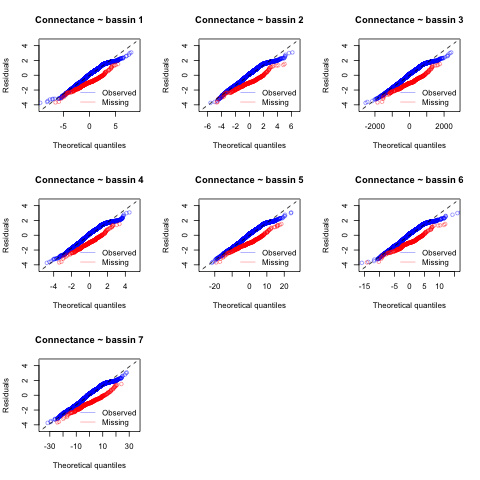 Connectance ~ bassin 1
Connectance ~ bassin 2
Connectance ~ bassin 3
Residuals
4
2
0
-2
-4
Observed
Missing
-5
0
5
Theoretical quantiles
Residuals
4
2
0
-2
-4
Observed
Missing
-6
-4
-2
0
2
4
6
Theoretical quantiles
Residuals
4
2
0
-2
-4
Observed
Missing
-2000
0
2000
Theoretical quantiles
Connectance ~ bassin 4
Connectance ~ bassin 5
Connectance ~ bassin 6
Residuals
4
2
0
-2
-4
Observed
Missing
-4
-2
0
2
4
Theoretical quantiles
Residuals
4
2
0
-2
-4
Observed
Missing
-20
0
10
20
Theoretical quantiles
Residuals
4
2
0
-2
-4
Observed
Missing
-15
-5
0
5
10
Theoretical quantiles
Connectance ~ bassin 7
Residuals
4
2
0
-2
-4
Observed
Missing
-30
-10
0
10
30
Theoretical quantiles